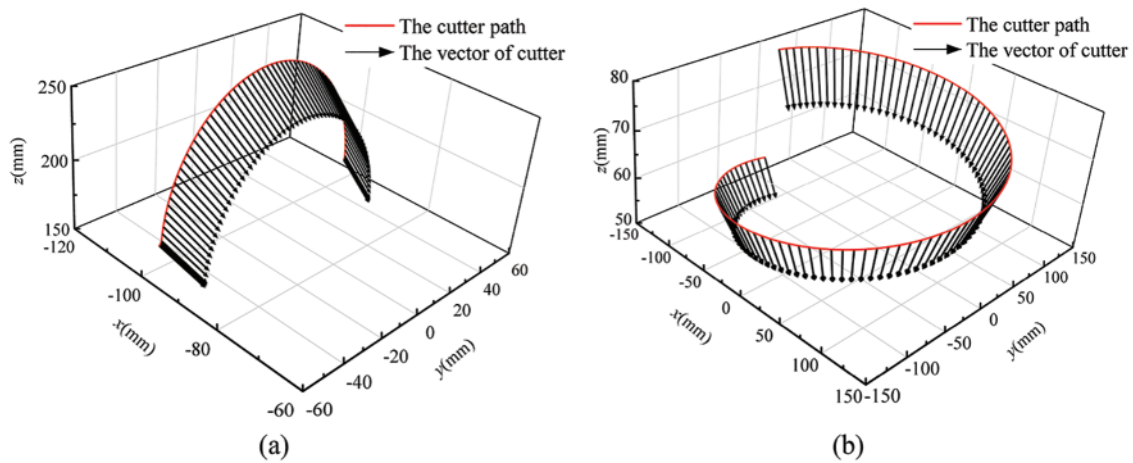 The cutter path
The vector of cutter
250
200
150
z(mm)
-120
-100
-80
-60
x(mm)
-60
-40
-20
0
20
40
60
y(mm)
(a)
The cutter path
The vector of cutter
80
70
60
50
z(mm)
-150
-100
-50
0
50
100
150
x(mm)
-150
-100
-50
0
50
100
150
y(mm)
(b)